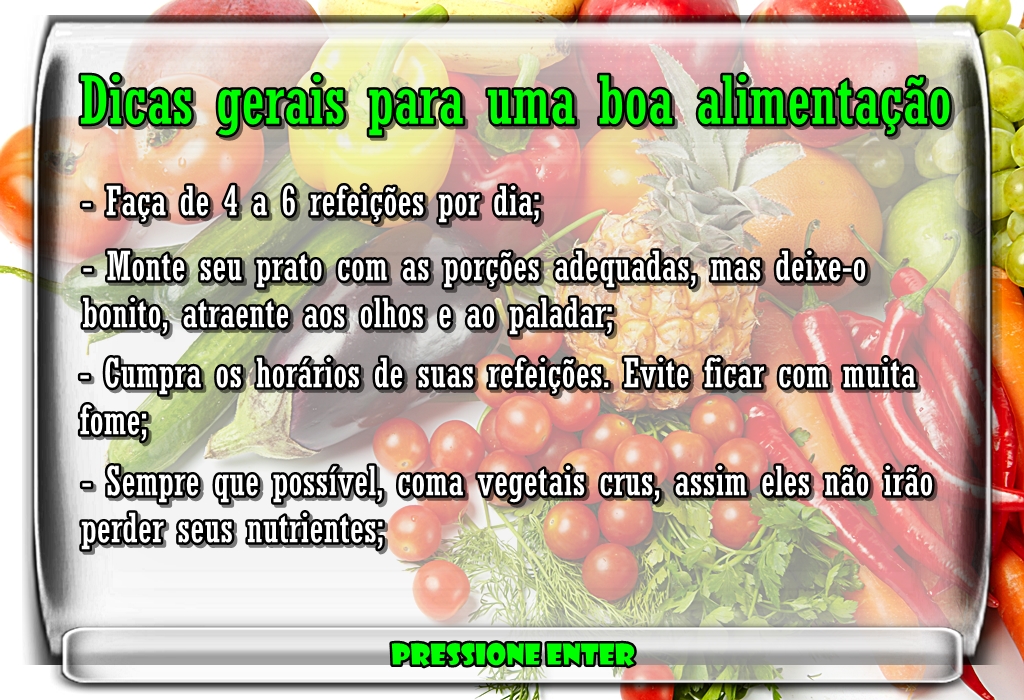 Dicas gerais para uma boa alimentação
- Faça de 4 a 6 refeições por dia;
- Monte seu prato com as porções adequadas, mas deixe-o
bonito, atraente aos olhos e ao paladar;
- Cumpra os horários de suas refeições. Evite ficar com muita
fome;
- Sempre que possível, coma vegetais crus, assim eles não irão
perder seus nutrientes;
PRESSIONE ENTER